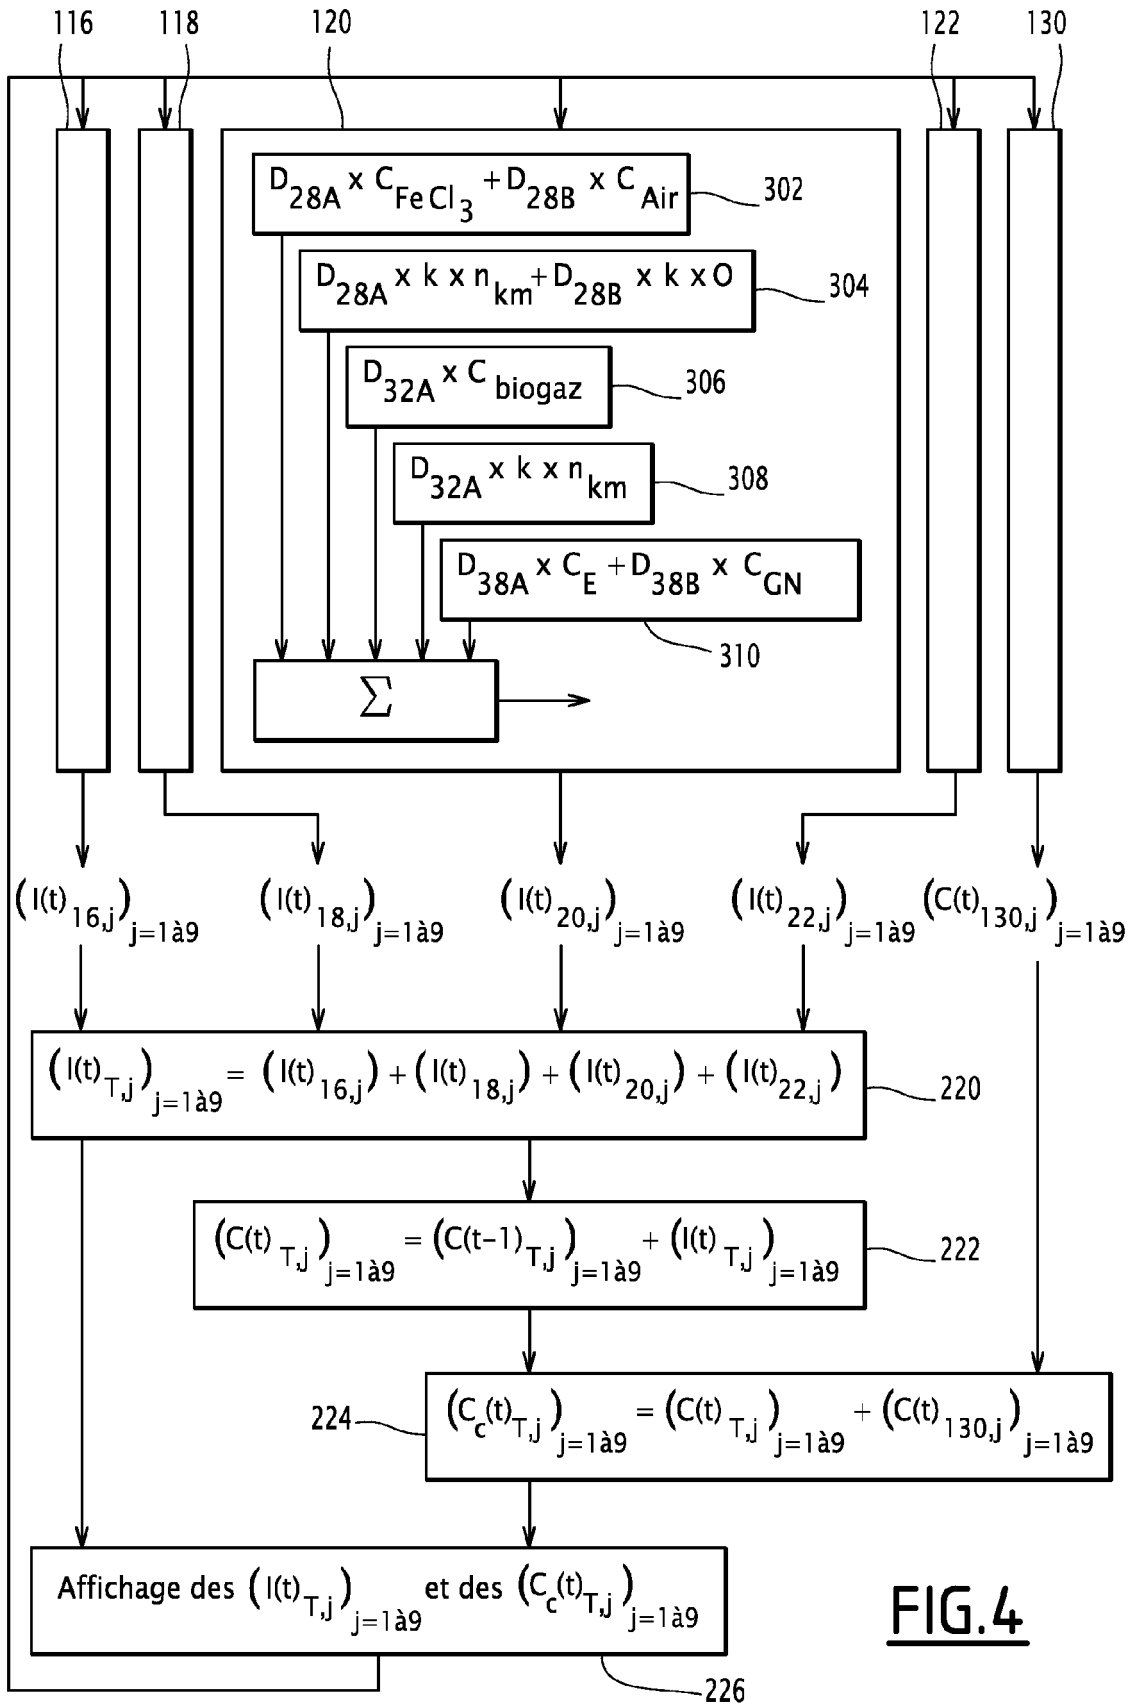 116 118 120 122 130
D28A x CFeCl3 + D28B x CAir
302
D28A x k x nkm + D28B x k x O
304
D32A x Cbiogaz
306
D32A x k x nkm
308
D38A x CE + D38B x CGN
310
Σ
(I(t)16,j)j=1à9 (I(t)18,j)j=1à9 (I(t)20,j)j=1à9 (I(t)22,j)j=1à9 (C(t)130,j)j=1à9
(I(t)T,j)j=1à9 = (I(t)16,j) + (I(t)18,j) + (I(t)20,j) + (I(t)22,j)
220
(C(t)T,j)j=1à9 = (C(t-1)T,j)j=1à9 + (I(t)T,j)j=1à9
222
224
(Cc(t)T,j)j=1à9 = (C(t)T,j)j=1à9 + (C(t)130,j)j=1à9
Affichage des (I(t)T,j)j=1à9 et des (Cc(t)T,j)j=1à9
226
FIG.4